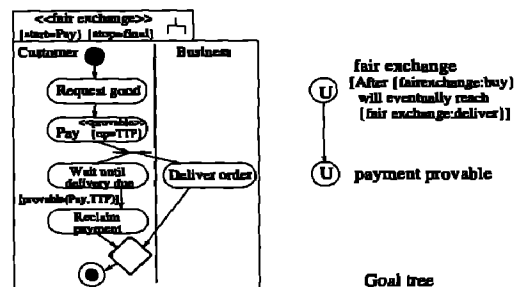 <<fair exchange>>
{start=Pay} {stop=final}
Customer
Business
Request good
<<provable>>
Pay
{cp=TTP}
Wait until
delivery due
Deliver order
[provable(Pay,TTP)]
Reclaim
payment
U
fair exchange
[After {fairexchange:buy}
will eventually reach
{fair exchange:deliver}]
U
payment provable
Goal tree